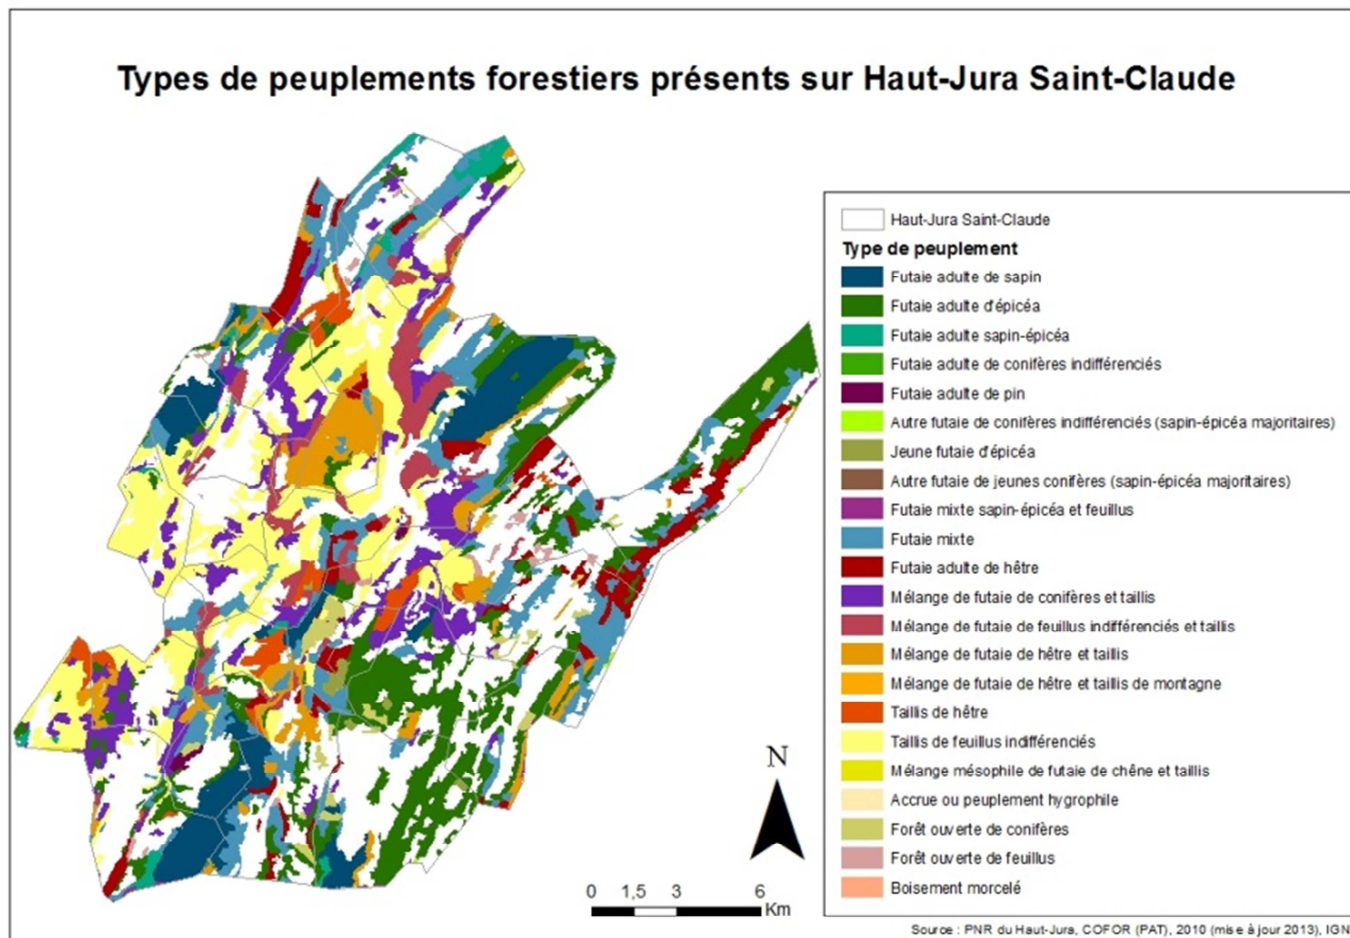 Types de peuplements forestiers présents sur Haut-Jura Saint-Claude
Haut-Jura Saint-Claude
Type de peuplement
Futaie adulte de sapin
Futaie adulte d'épicéa
Futaie adulte sapin-épicéa
Futaie adulte de conifères indifférenciés
Futaie adulte de pin
Autre futaie de conifères indifférenciés (sapin-épicéa majoritaires)
Jeune futaie d'épicéa
Autre futaie de jeunes conifères (sapin-épicéa majoritaires)
Futaie mixte sapin-épicéa et feuillus
Futaie mixte
Futaie adulte de hêtre
Mélange de futaie de conifères et taillis
Mélange de futaie de feuillus indifférenciés et taillis
Mélange de futaie de hêtre et taillis
Mélange de futaie de hêtre et taillis de montagne
Taillis de hêtre
Taillis de feuillus indifférenciés
Mélange mésophile de futaie de chêne et taillis
Accrue ou peuplement hygrophile
Forêt ouverte de conifères
Forêt ouverte de feuillus
Boisement morcelé
N
0 1,5 3 6
Km
Source : PNR du Haut-Jura, COFOR (PAT), 2010 (mise à jour 2013), IGN